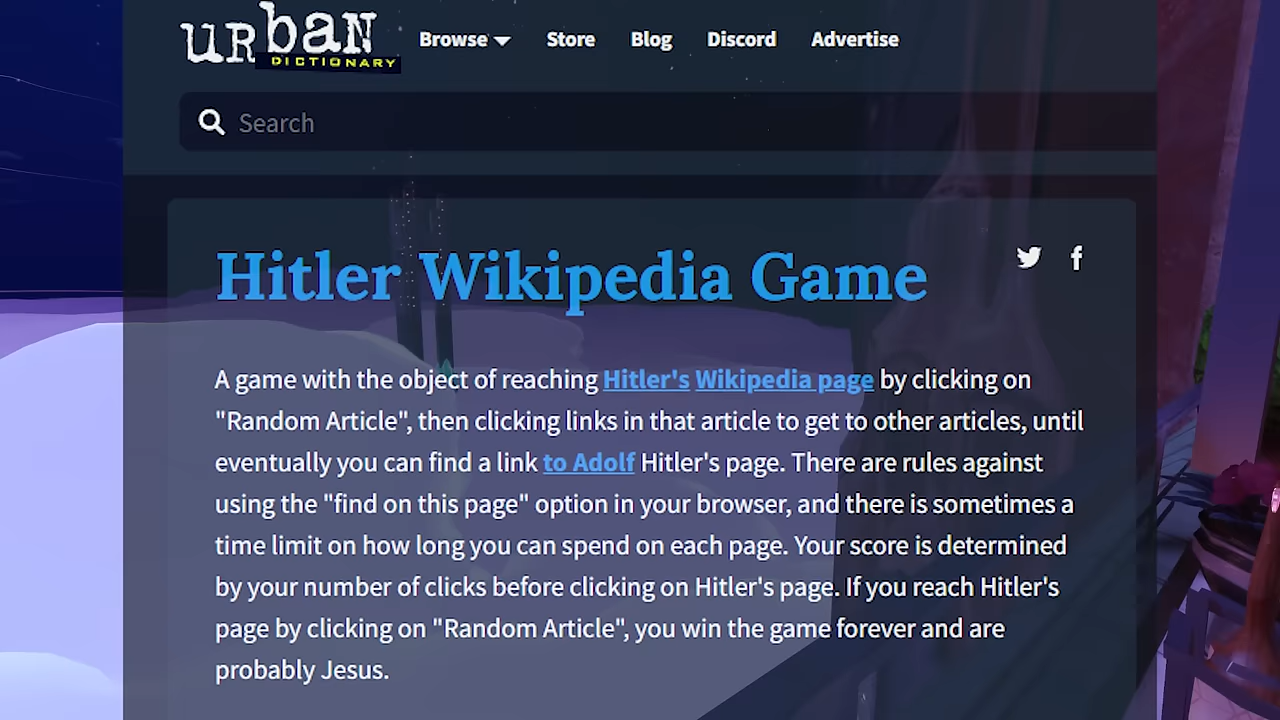 urban
DICTIONARY
Browse Store Blog Discord Advertise
Search
Hitler Wikipedia Game
A game with the object of reaching Hitler's Wikipedia page by clicking on
"Random Article", then clicking links in that article to get to other articles, until
eventually you can find a link to Adolf Hitler's page. There are rules against
using the "find on this page" option in your browser, and there is sometimes a
time limit on how long you can spend on each page. Your score is determined
by your number of clicks before clicking on Hitler's page. If you reach Hitler's
page by clicking on "Random Article", you win the game forever and are
probably Jesus.